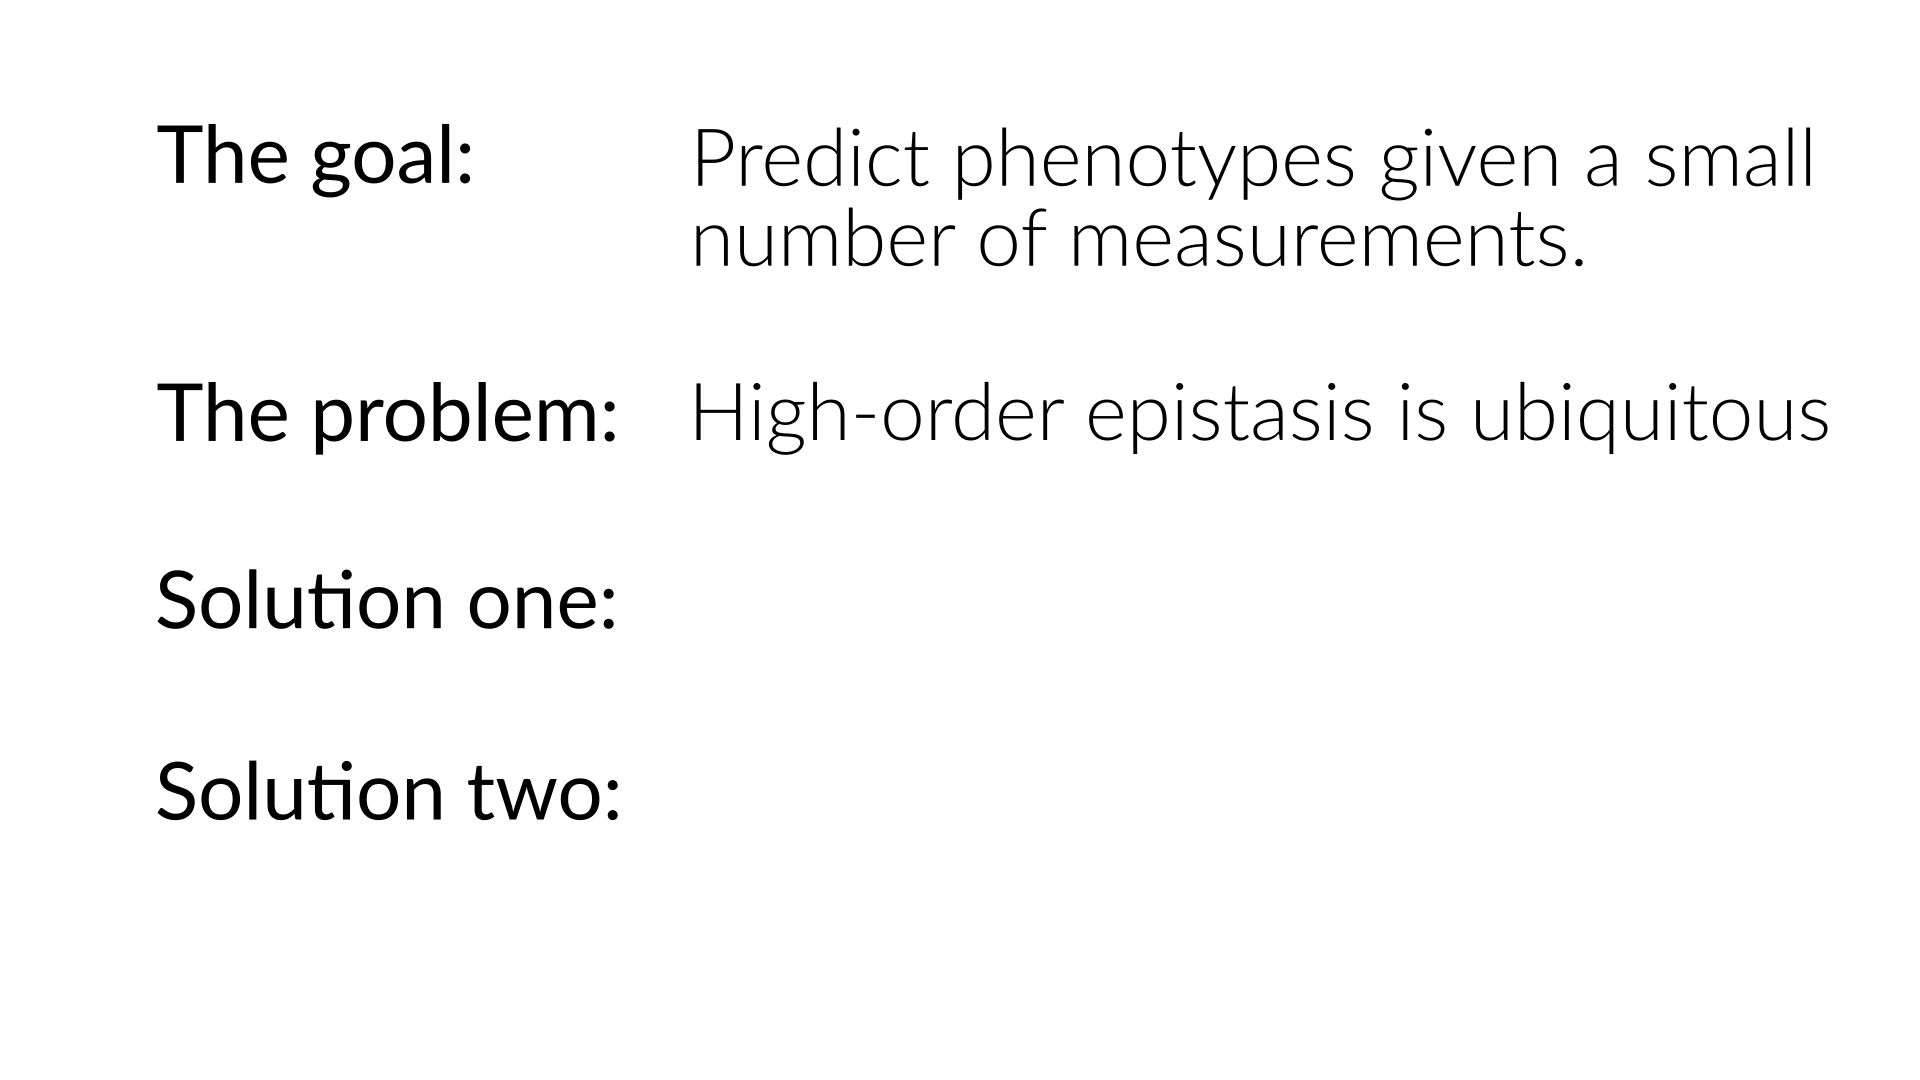 The goal: Predict phenotypes given a small
number of measurements.
The problem: High-order epistasis is ubiquitous
Solution one:
Solution two: